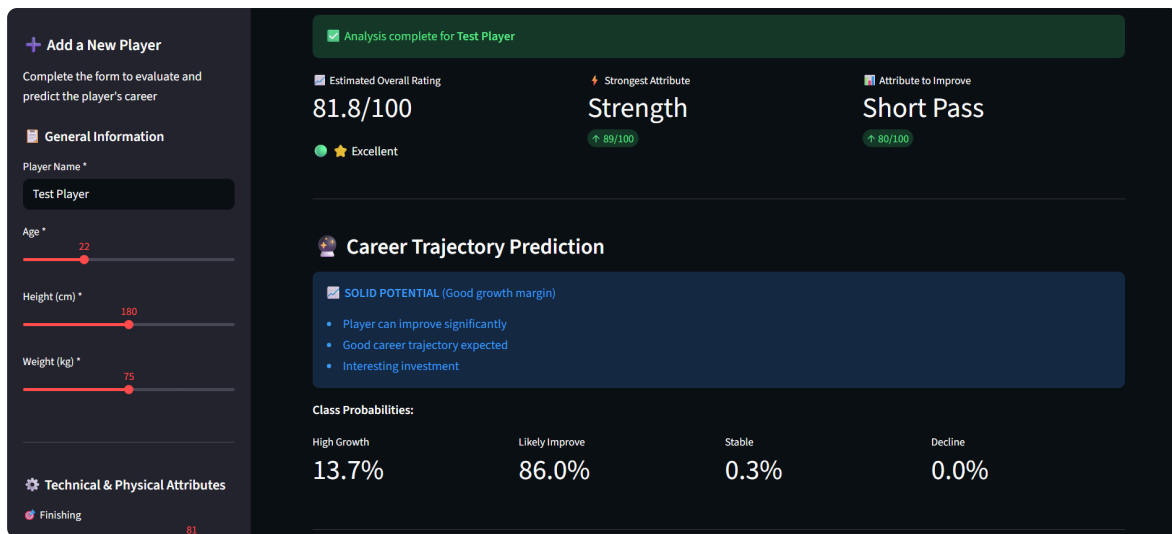 Add a New Player
Complete the form to evaluate and
predict the player's career
General Information
Player Name *
Test Player
Age *
22
Height (cm) *
180
Weight (kg) *
75
Technical & Physical Attributes
Finishing
81
Analysis complete for Test Player
Estimated Overall Rating
81.8/100
Excellent
Strongest Attribute
Strength
↑ 89/100
Attribute to Improve
Short Pass
↑ 80/100
Career Trajectory Prediction
SOLID POTENTIAL (Good growth margin)
• Player can improve significantly
• Good career trajectory expected
• Interesting investment
Class Probabilities:
High Growth
13.7%
Likely Improve
86.0%
Stable
0.3%
Decline
0.0%